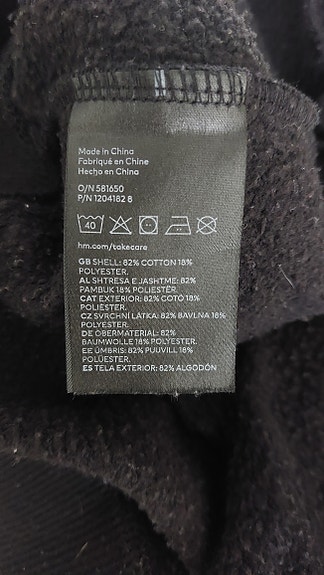 Made in China
Fabriqué en Chine
Hecho en China
O/N 581650
P/N 1204182 8
40
hm.com/takecare
GB SHELL: 82% COTTON 18%
POLYESTER.
AL SHTRESA E JASHTME: 82%
PAMBUK 18% POLIESTËR.
CAT EXTERIOR: 82% COTÓ 18%
POLIÈSTER.
CZ SVRCHNÍ LÁTKA: 82% BAVLNA 18%
POLYESTER.
DE OBERMATERIAL: 82%
BAUMWOLLE 18% POLYESTER.
EE ÜMBRIS: 82% PUUVILL 18%
POLÜESTER.
ES TELA EXTERIOR: 82% ALGODÓN